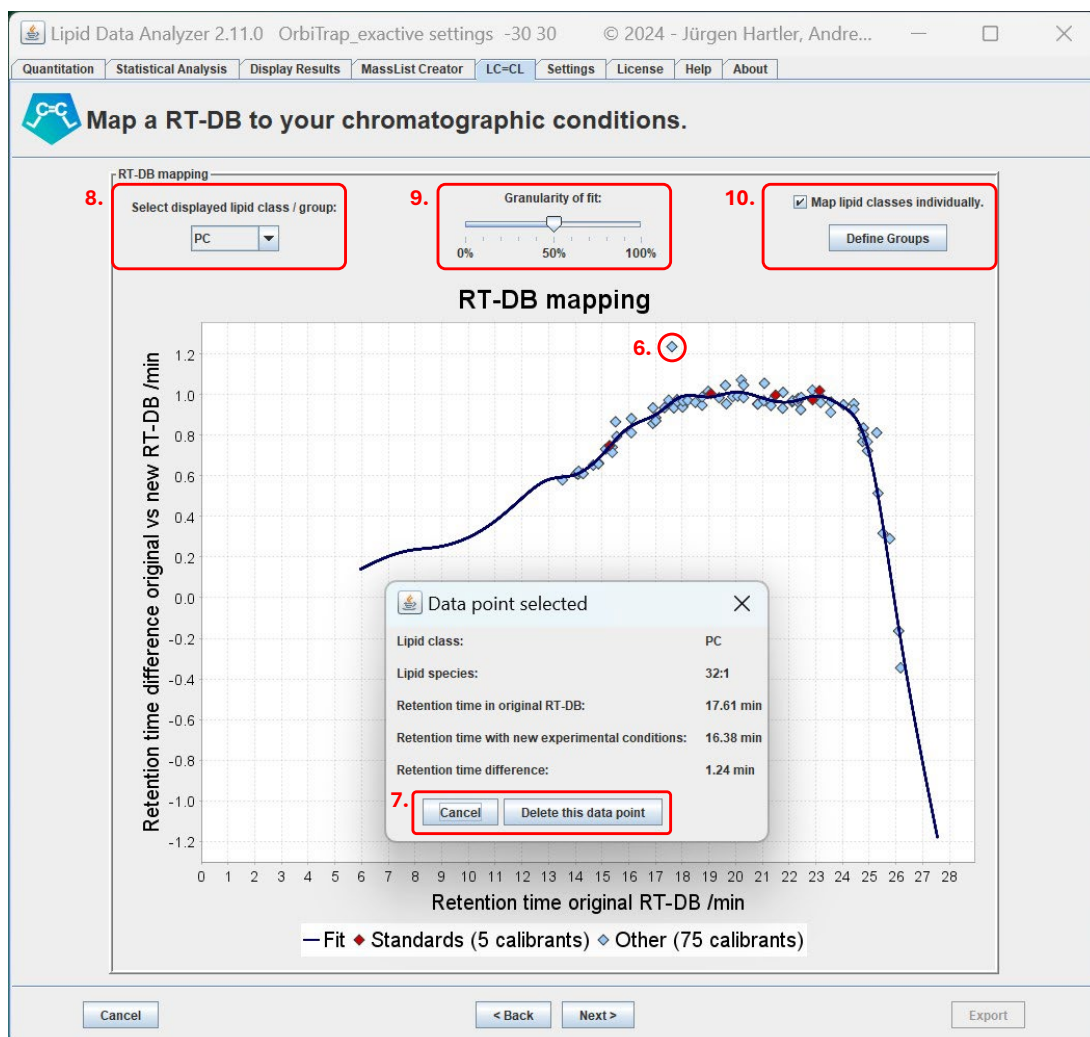 Lipid Data Analyzer 2.11.0 OrbiTrap_exactive settings -30 30 © 2024 - Jürgen Hartler, Andre...
Quantitation Statistical Analysis Display Results MassList Creator LC=CL Settings License Help About
C=C
Map a RT-DB to your chromatographic conditions.
RT-DB mapping
8.
Select displayed lipid class / group:
PC
9.
Granularity of fit:
0% 50% 100%
10.
Map lipid classes individually.
Define Groups
RT-DB mapping
Retention time difference original vs new RT-DB /min
1.2
1.0
0.8
0.6
0.4
0.2
0.0
-0.2
-0.4
-0.6
-0.8
-1.0
-1.2
6.
Data point selected
Lipid class: PC
Lipid species: 32:1
Retention time in original RT-DB: 17.61 min
Retention time with new experimental conditions: 16.38 min
Retention time difference: 1.24 min
7.
Cancel Delete this data point
0 1 2 3 4 5 6 7 8 9 10 11 12 13 14 15 16 17 18 19 20 21 22 23 24 25 26 27 28
Retention time original RT-DB /min
Fit Standards (5 calibrants) Other (75 calibrants)
Cancel < Back Next > Export